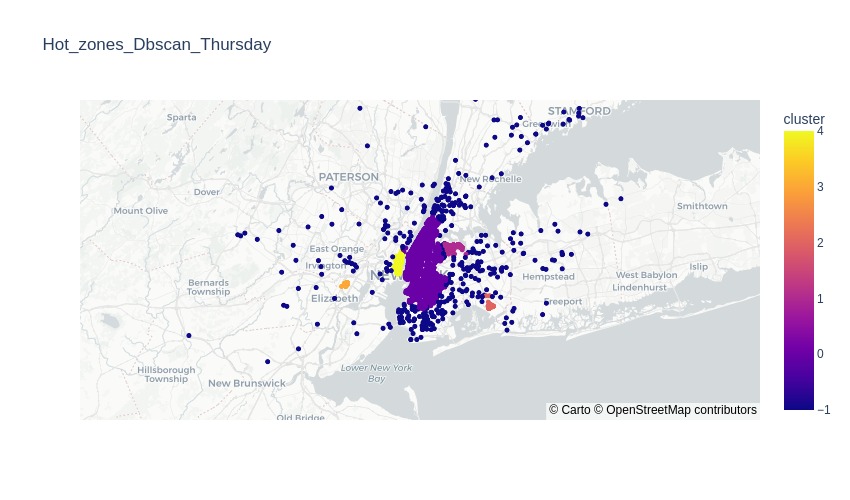 Hot_zones_Dbscan_Thursday
cluster
4
3
2
1
0
−1
Sparta
STAMFORD
PATERSON
New Rochelle
Dover
Mount Olive
Smithtown
East Orange
Irvington
Bernards
Township
Elizabeth
Hempstead
West Babylon
Islip
Lindenhurst
Freeport
Hillsborough
Township
New Brunswick
Lower New York
Bay
Old Bridge
© Carto © OpenStreetMap contributors